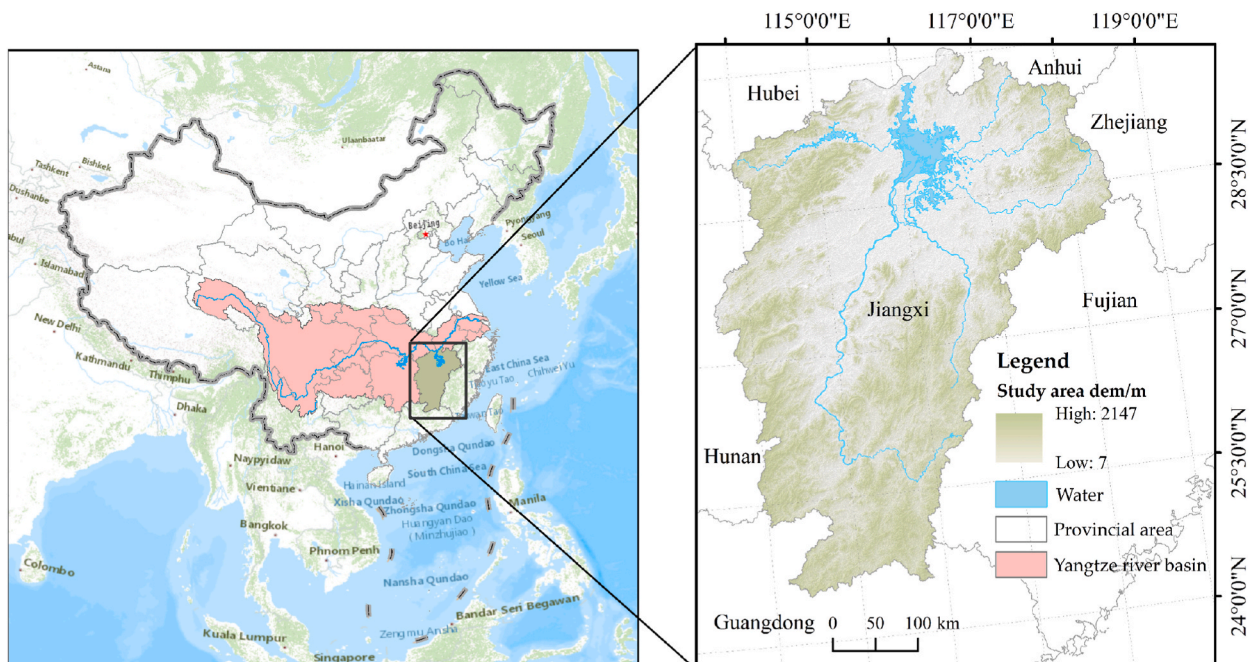 Astana
Ulaanbaatar
Tashkent
Bishkek
Dushanbe
Islamabad
Beijing
Bo Hai
Pyongyang
Seoul
Yellow Sea
New Delhi
Kathmandu
Thimphu
East China Sea
Chihwei Yu
Dhaka
Hanoi
Dongsha Qundao
Naypyidaw
South China Sea
Hainan Island
Vientiane
Xisha Qundao
Zhongsha Qundao
Manila
Huangyan Dao
( Minzhujiao )
Bangkok
Phnom Penh
Colombo
Nansha Qundao
Bandar Seri Begawan
Kuala Lumpur
Singapore
115°0'0"E
117°0'0"E
119°0'0"E
Hubei
Anhui
Zhejiang
28°30'0"N
Jiangxi
Fujian
27°0'0"N
Hunan
25°30'0"N
Guangdong
24°0'0"N
Legend
Study area dem/m
High: 2147
Low: 7
Water
Provincial area
Yangtze river basin
0 50 100 km